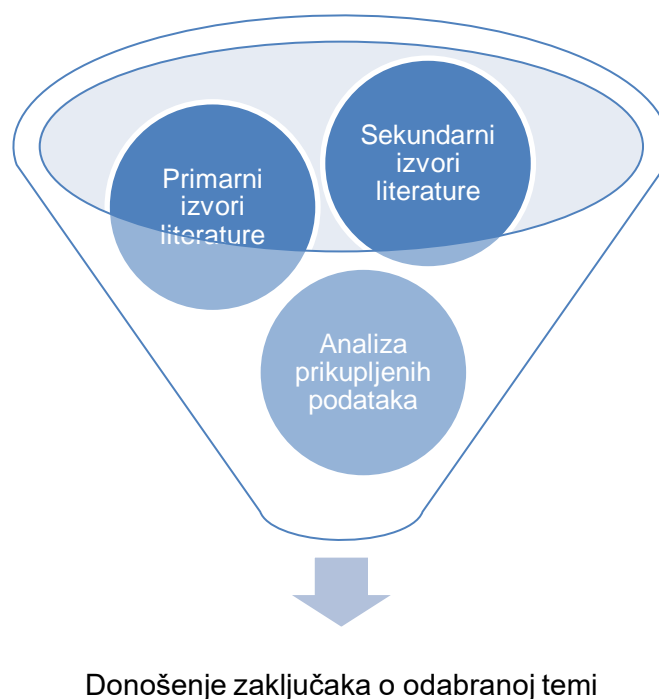 Sekundarni
izvori
literature
Primarni
izvori
literature
Analiza
prikupljenih
podataka
Donošenje zaključaka o odabranoj temi